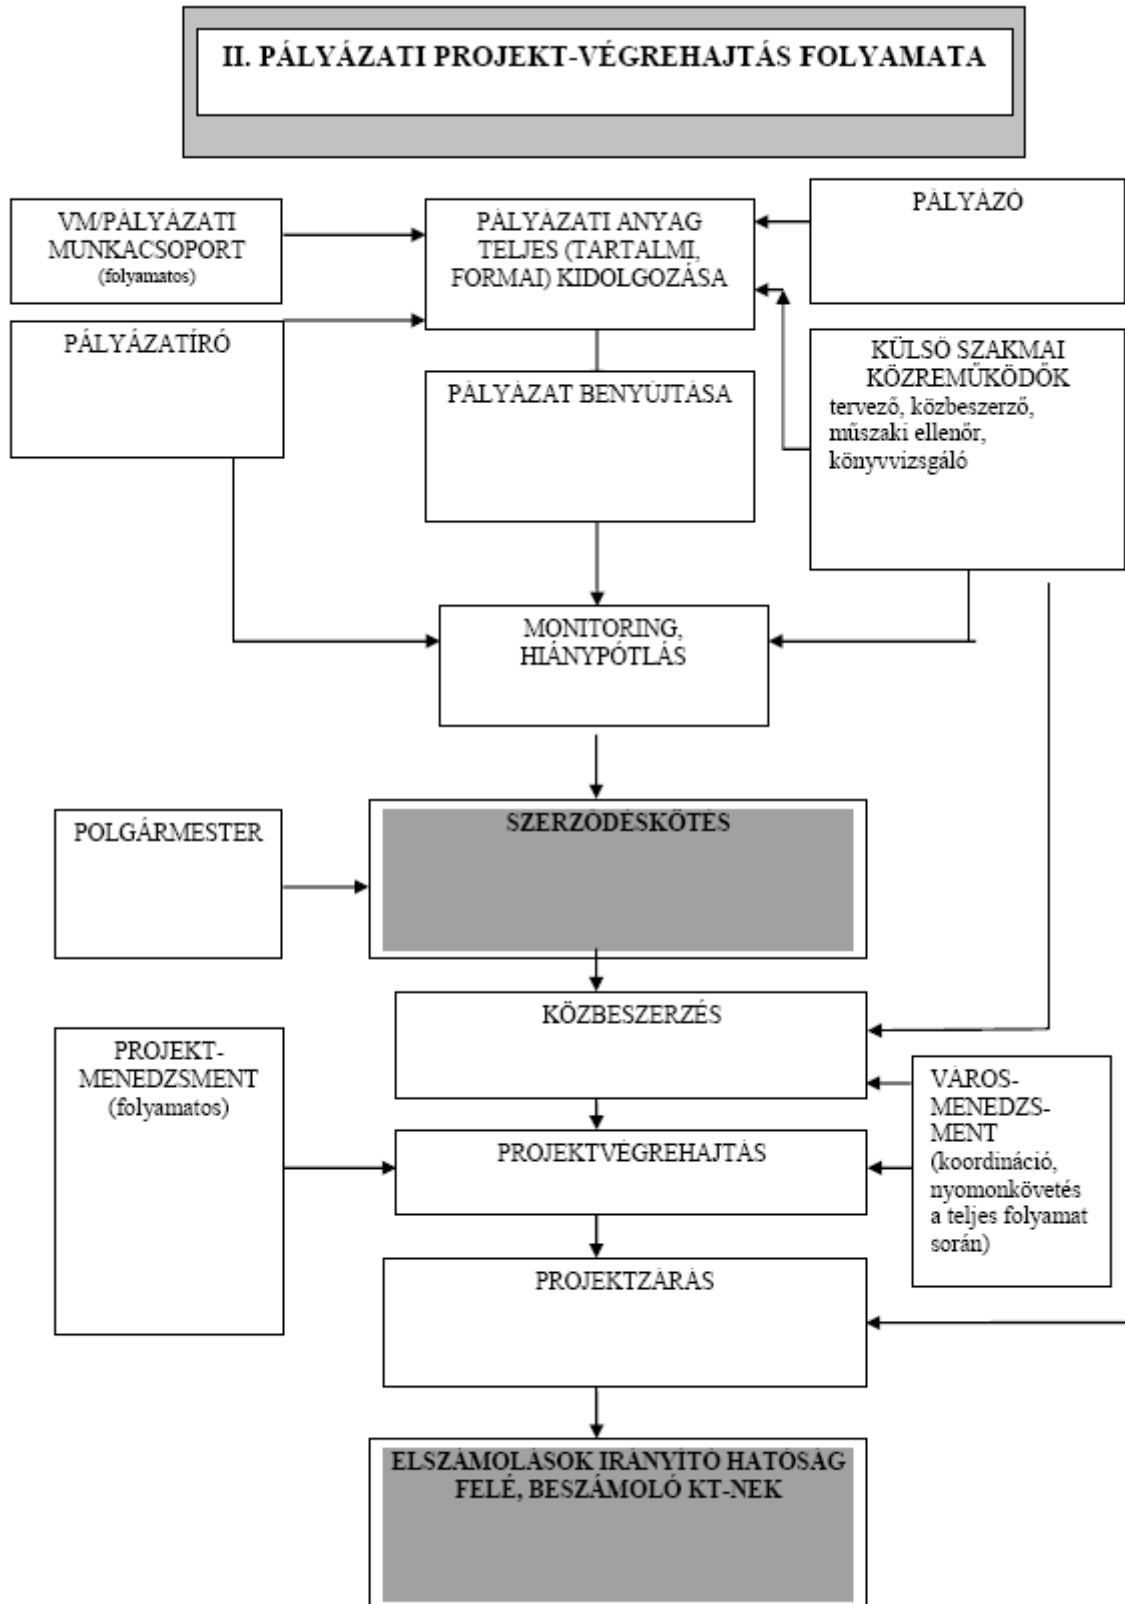 II. PÁLYÁZATI PROJEKT-VÉGREHAJTÁS FOLYAMATA
VM/PÁLYÁZATI
MUNKACSOPORT
(folyamatos)
PÁLYÁZATI ANYAG
TELJES (TARTALMI,
FORMAI) KIDOLGOZÁSA
PÁLYÁZÓ
PÁLYÁZATÍRÓ
PÁLYÁZAT BENYÚJTÁSA
KÜLSŐ SZAKMAI
KÖZREMŰKÖDŐK
tervező, közbeszerző,
műszaki ellenőr,
könyvvizsgáló
MONITORING,
HIÁNYPÓTLÁS
POLGÁRMESTER
SZERZŐDÉSKÖTÉS
KÖZBESZERZÉS
PROJEKT-
MENEDZSMENT
(folyamatos)
VÁROS-
MENEDZS-
MENT
(koordináció,
nyomonkövetés
a teljes folyamat
során)
PROJEKTVÉGREHAJTÁS
PROJEKTZÁRÁS
ELSZÁMOLÁSOK IRÁNYÍTÓ HATÓSÁG
FELÉ, BESZÁMOLÓ KT-NEK